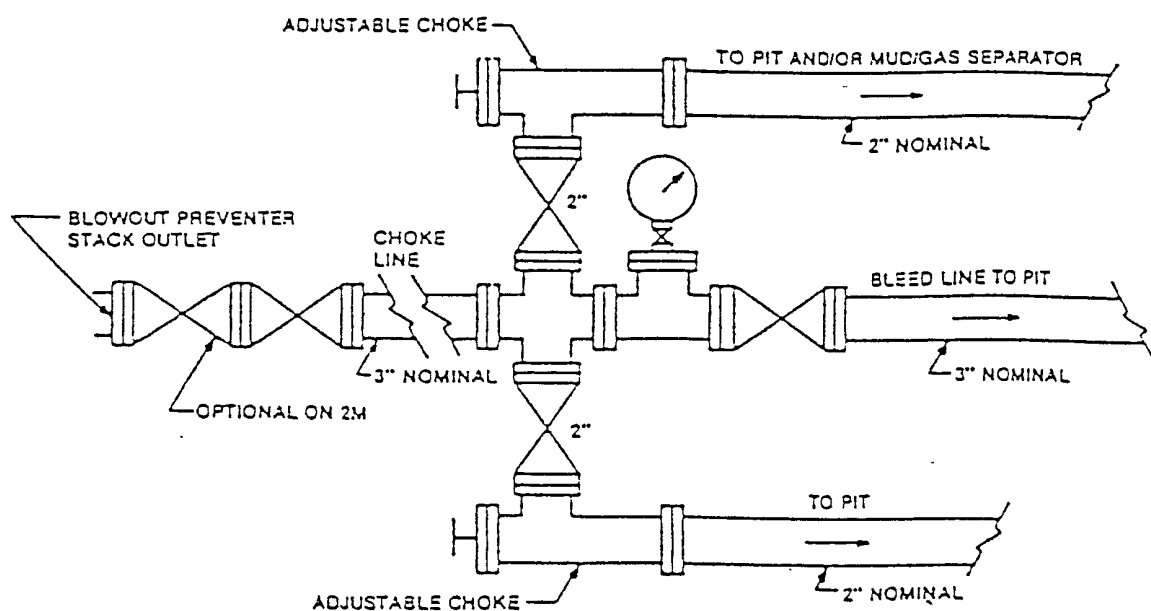 ADJUSTABLE CHOKE
TO PIT AND/OR MUD/GAS SEPARATOR
2" NOMINAL
2"
BLOWOUT PREVENTER
STACK OUTLET
CHOKE
LINE
BLEED LINE TO PIT
3" NOMINAL
3" NOMINAL
OPTIONAL ON 2M
2"
TO PIT
ADJUSTABLE CHOKE
2" NOMINAL